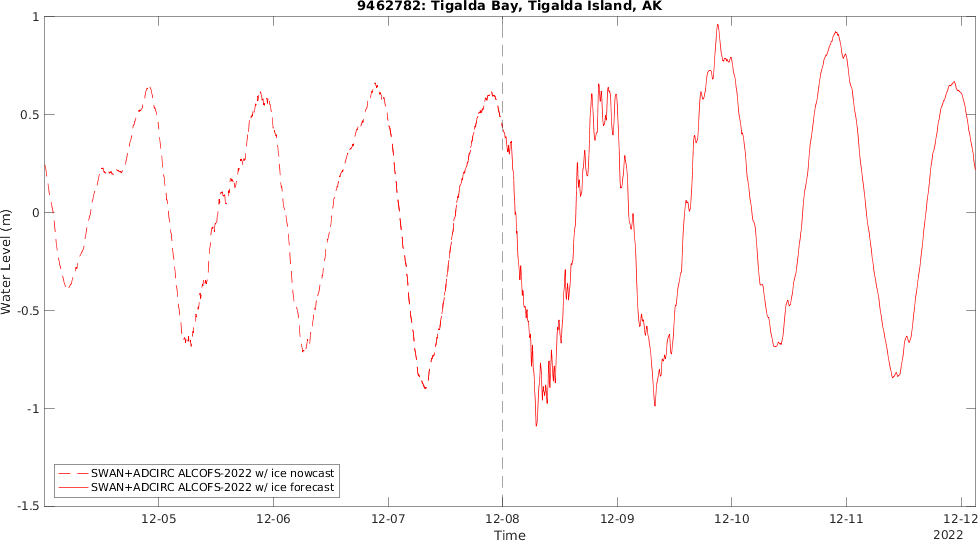 9462782: Tigalda Bay, Tigalda Island, AK
1
0.5
0
-0.5
-1
-1.5
Water Level (m)
SWAN+ADCIRC ALCOFS-2022 w/ ice nowcast
SWAN+ADCIRC ALCOFS-2022 w/ ice forecast
12-05 12-06 12-07 12-08 12-09 12-10 12-11 12-12
Time 2022